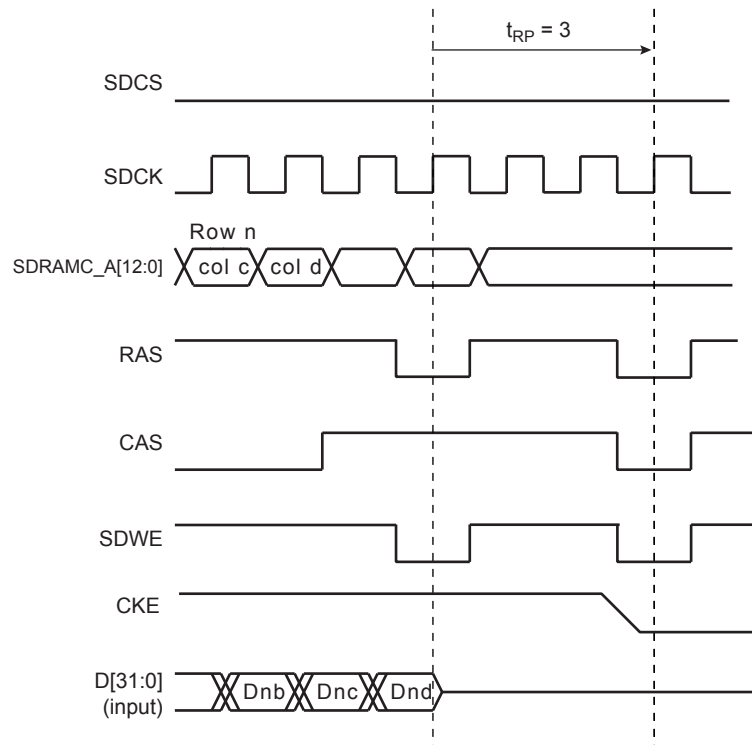 tRP = 3
SDCS
SDCK
Row n
SDRAMC_A[12:0]
col c col d
RAS
CAS
SDWE
CKE
D[31:0]
(input)
Dnb Dnc Dnd